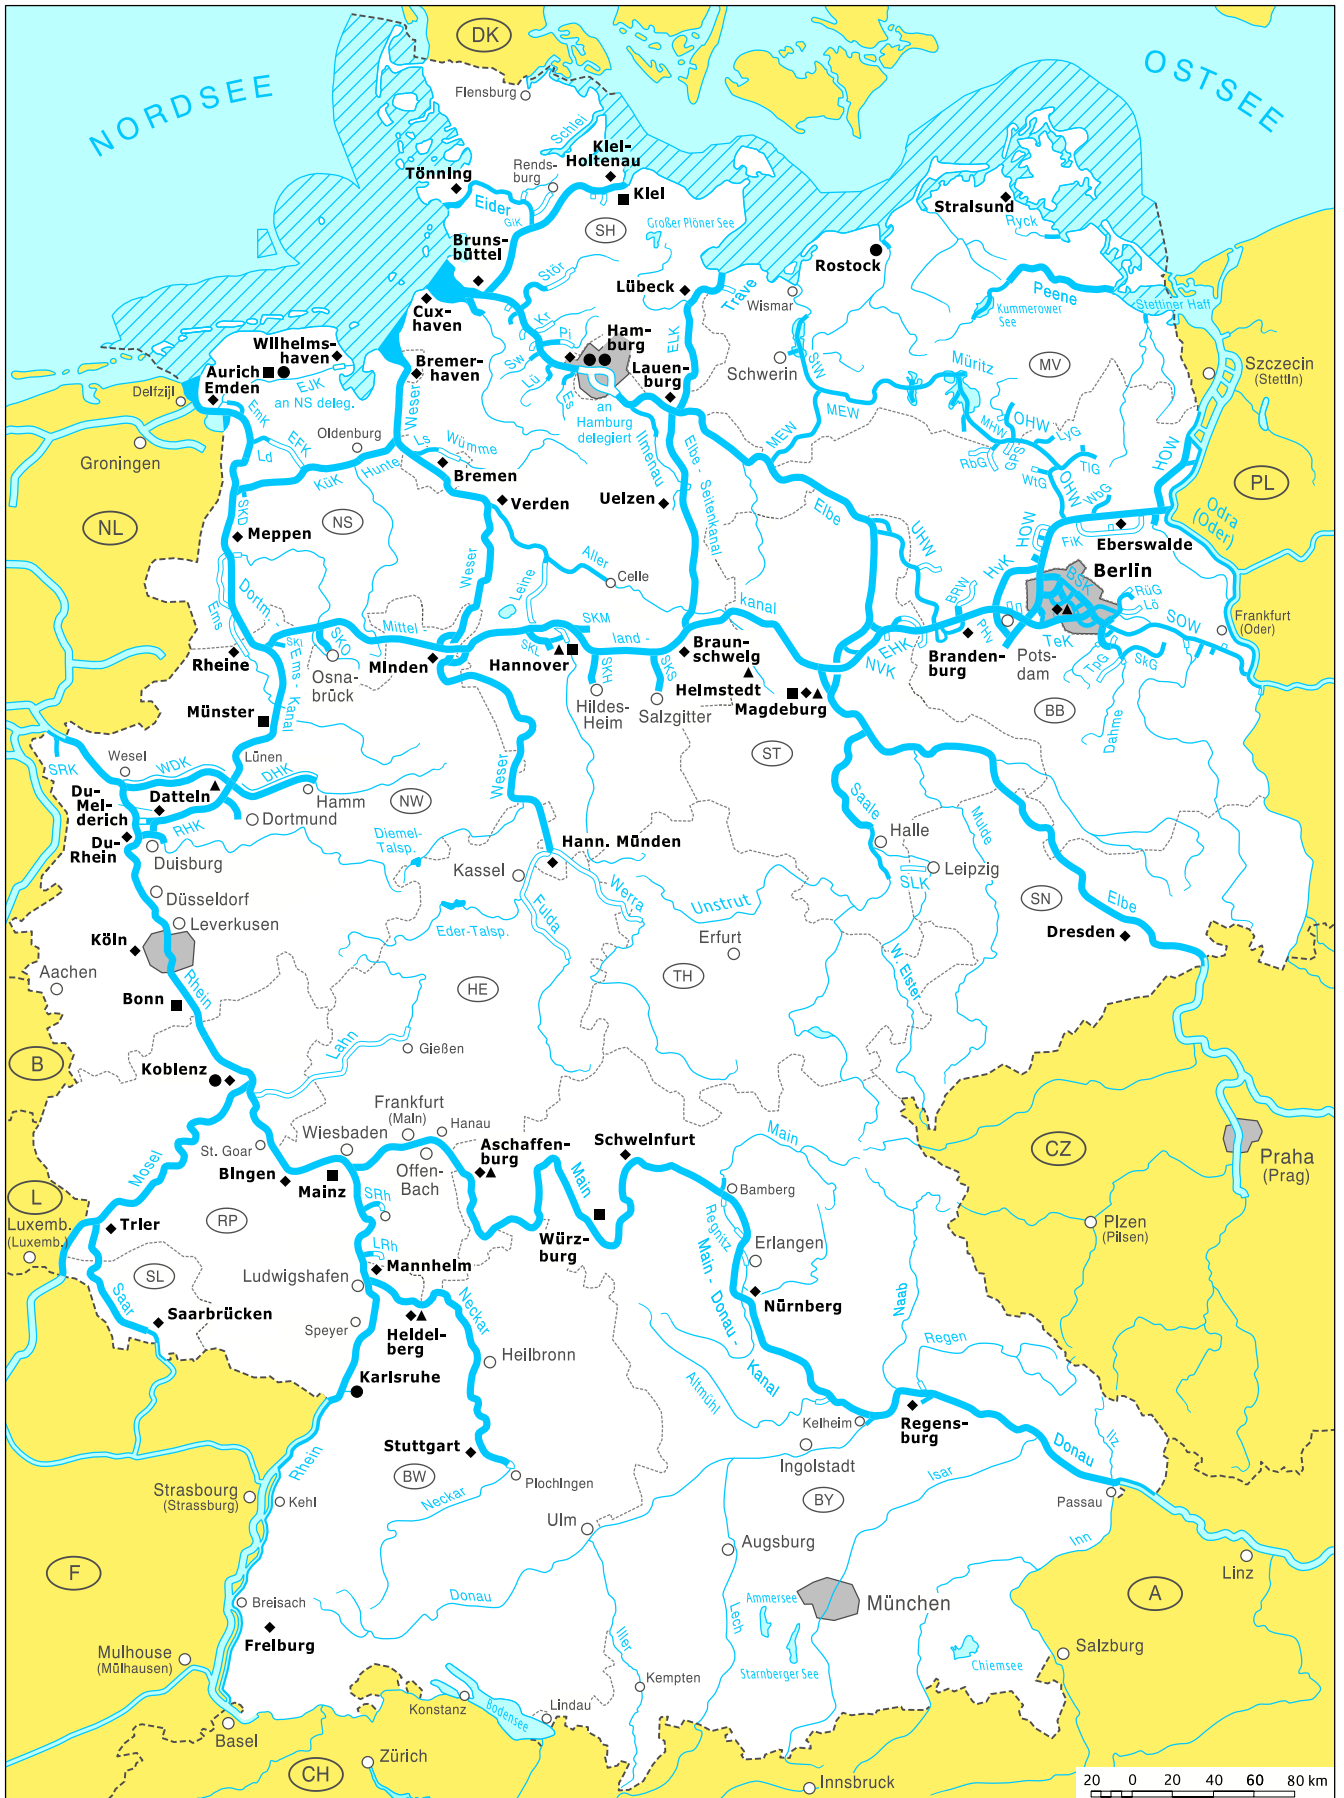 DK
NORDSEE
OSTSEE
Flensburg
Schlei
Kiel-
Holtenau
Rends-
burg
Tönning
Kiel
Eider
GiK
SH
Großer Plöner See
Stralsund
Ryck
Bruns-
büttel
Rostock
Stör
Lübeck
Trave
Wismar
Peene
Kummerower
See
Stettiner Haff
Cux-
haven
Kr
Pi
Ham-
burg
ELK
StW
Wilhelms-
haven
Bremer-
haven
Sw
Lü
Es
Lauen-
burg
Schwerin
Müritz
MV
Szczecin
(Stettin)
Aurich
Emden
EJK
an NS deleg.
Delfzijl
an
Hamburg
delegiert
MEW
MEW
MHW
OHW
LyG
GPS
RbG
EmK
EFK
Ld
Oldenburg
Weser
Ls
Wümme
Ilmenau
Elbe - Seitenkanal
WtG
OHW
TlG
WbG
HOW
Groningen
KüK
Hunte
Bremen
Verden
Uelzen
PL
NL
SKD
NS
Meppen
Elbe
UHW
HOW
FiK
Eberswalde
Odra
(Oder)
Weser
Aller
Celle
Leine
HvK
BRW
Berlin
BSK
RüG
Lö
Dortm.-
Ems
Mittel-
SKM
land-
kanal
SKI
SKO
SKL
Frankfurt
(Oder)
SOW
PHv
TeK
EHK
NVK
Rheine
Ems - Kanal
Osna-
brück
Minden
Hannover
SKH
SKS
Braun-
schweig
Helmstedt
Branden-
burg
Pots-
dam
TnG
SkG
Hildes-
Heim
Salzgitter
Magdeburg
BB
Dahme
Münster
ST
Wesel
SRK
WDK
Lünen
DHK
Hamm
NW
Weser
Du-
Mei-
derich
Datteln
Dortmund
RHK
Du-
Rhein
Duisburg
Diemel-
Talsp.
Hann. Münden
Saale
Halle
Mulde
Kassel
Leipzig
SLK
Düsseldorf
Leverkusen
Werra
Fulda
Unstrut
SN
Elbe
Eder-Talsp.
Erfurt
Dresden
Köln
Aachen
Rhein
HE
TH
W. Elster
Bonn
B
Lahn
Gießen
Koblenz
Frankfurt
(Main)
Hanau
Wiesbaden
St. Goar
Aschaffen-
burg
Schweinfurt
Main
CZ
Praha
(Prag)
Mosel
Offen-
Bach
Bingen
Mainz
Main
Bamberg
L
Luxemb.
(Luxemb.)
Trier
RP
SRh
Regnitz
Plzen
(Pilsen)
Würz-
burg
LRh
Erlangen
Mannheim
SL
Ludwigshafen
Main - Donau -
Kanal
Naab
Saar
Saarbrücken
Neckar
Nürnberg
Speyer
Heidel-
berg
Regen
Heilbronn
Altmühl
Karlsruhe
Kelheim
Regens-
burg
Donau
Ilz
Stuttgart
Ingolstadt
Rhein
BW
Isar
Strasbourg
(Strassburg)
Kehl
Neckar
Plochingen
BY
Passau
Ulm
Inn
Augsburg
Linz
F
Donau
Ammersee
München
A
Breisach
Lech
Freiburg
Iller
Mulhouse
(Mülhausen)
Starnberger See
Chiemsee
Salzburg
Kempten
Konstanz
Bodensee
Lindau
Basel
Zürich
CH
Innsbruck
20 0 20 40 60 80 km